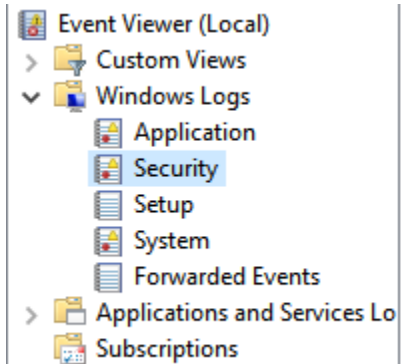 Event Viewer (Local)
Custom Views
Windows Logs
Application
Security
Setup
System
Forwarded Events
Applications and Services Lo
Subscriptions